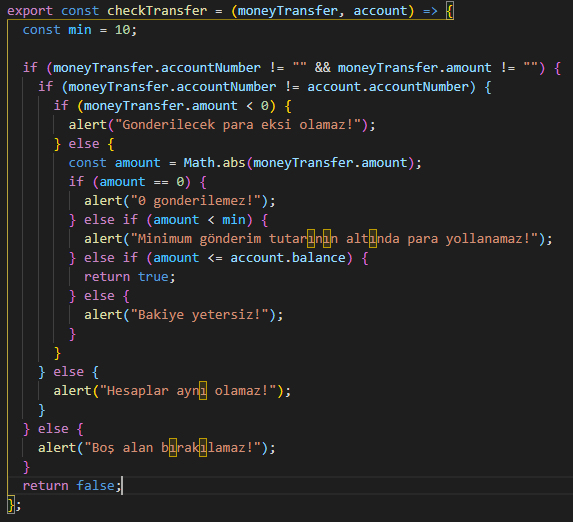 export const checkTransfer = (moneyTransfer, account) => {
  const min = 10;

  if (moneyTransfer.accountNumber != "" && moneyTransfer.amount != "") {
    if (moneyTransfer.accountNumber != account.accountNumber) {
      if (moneyTransfer.amount < 0) {
        alert("Gonderilecek para eksi olamaz!");
      } else {
        const amount = Math.abs(moneyTransfer.amount);
        if (amount == 0) {
          alert("0 gonderilemez!");
        } else if (amount < min) {
          alert("Minimum gönderim tutarının altında para yollanamaz!");
        } else if (amount <= account.balance) {
          return true;
        } else {
          alert("Bakiye yetersiz!");
        }
      }
    } else {
      alert("Hesaplar aynı olamaz!");
    }
  } else {
    alert("Boş alan bırakılamaz!");
  }
  return false;
};